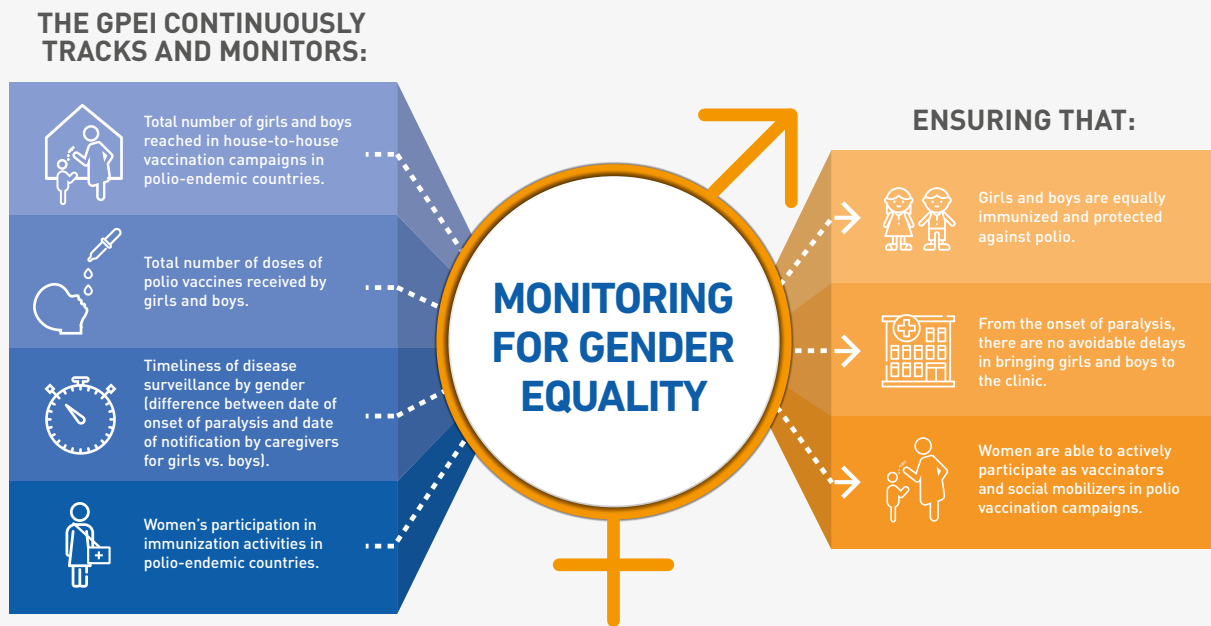 THE GPEI CONTINUOUSLY
TRACKS AND MONITORS:
Total number of girls and boys
reached in house-to-house
vaccination campaigns in
polio-endemic countries.
Total number of doses of
polio vaccines received by
girls and boys.
Timeliness of disease
surveillance by gender
(difference between date of
onset of paralysis and date
of notification by caregivers
for girls vs. boys).
Women’s participation in
immunization activities in
polio-endemic countries.
MONITORING
FOR GENDER
EQUALITY
ENSURING THAT:
Girls and boys are equally
immunized and protected
against polio.
From the onset of paralysis,
there are no avoidable delays
in bringing girls and boys to
the clinic.
Women are able to actively
participate as vaccinators
and social mobilizers in polio
vaccination campaigns.